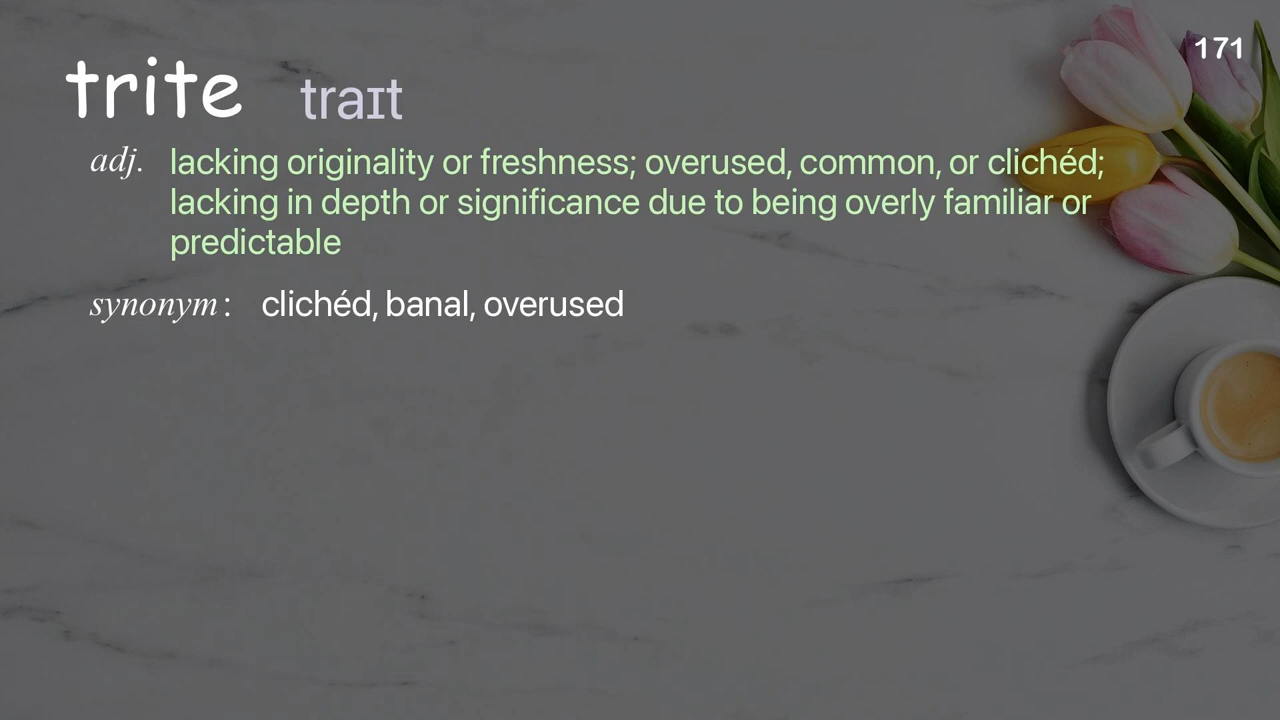 171
trite traɪt
adj. lacking originality or freshness; overused, common, or clichéd;
lacking in depth or significance due to being overly familiar or
predictable
synonym : clichéd, banal, overused